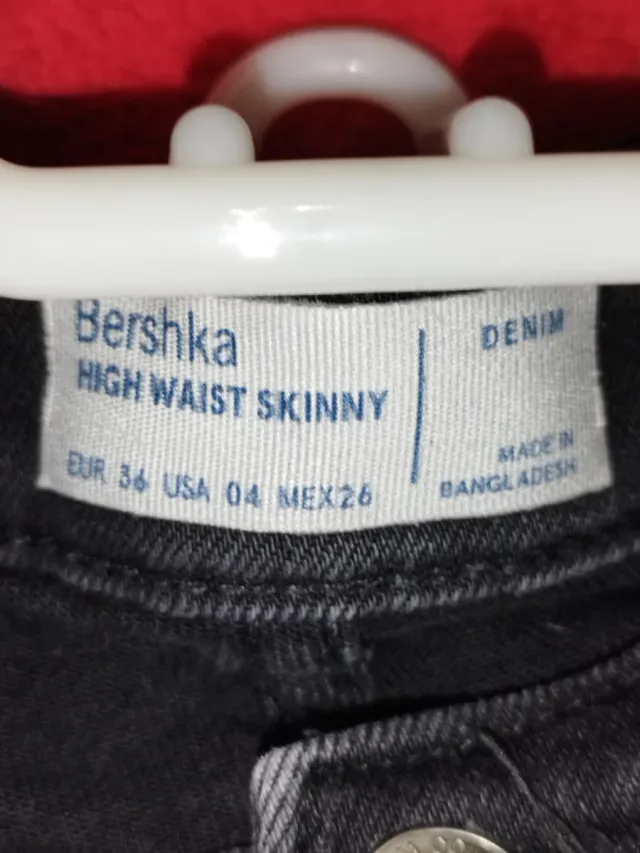 Bershka
HIGH WAIST SKINNY
EUR 36 USA 04 MEX26
DENIM
MADE IN
BANGLADESH